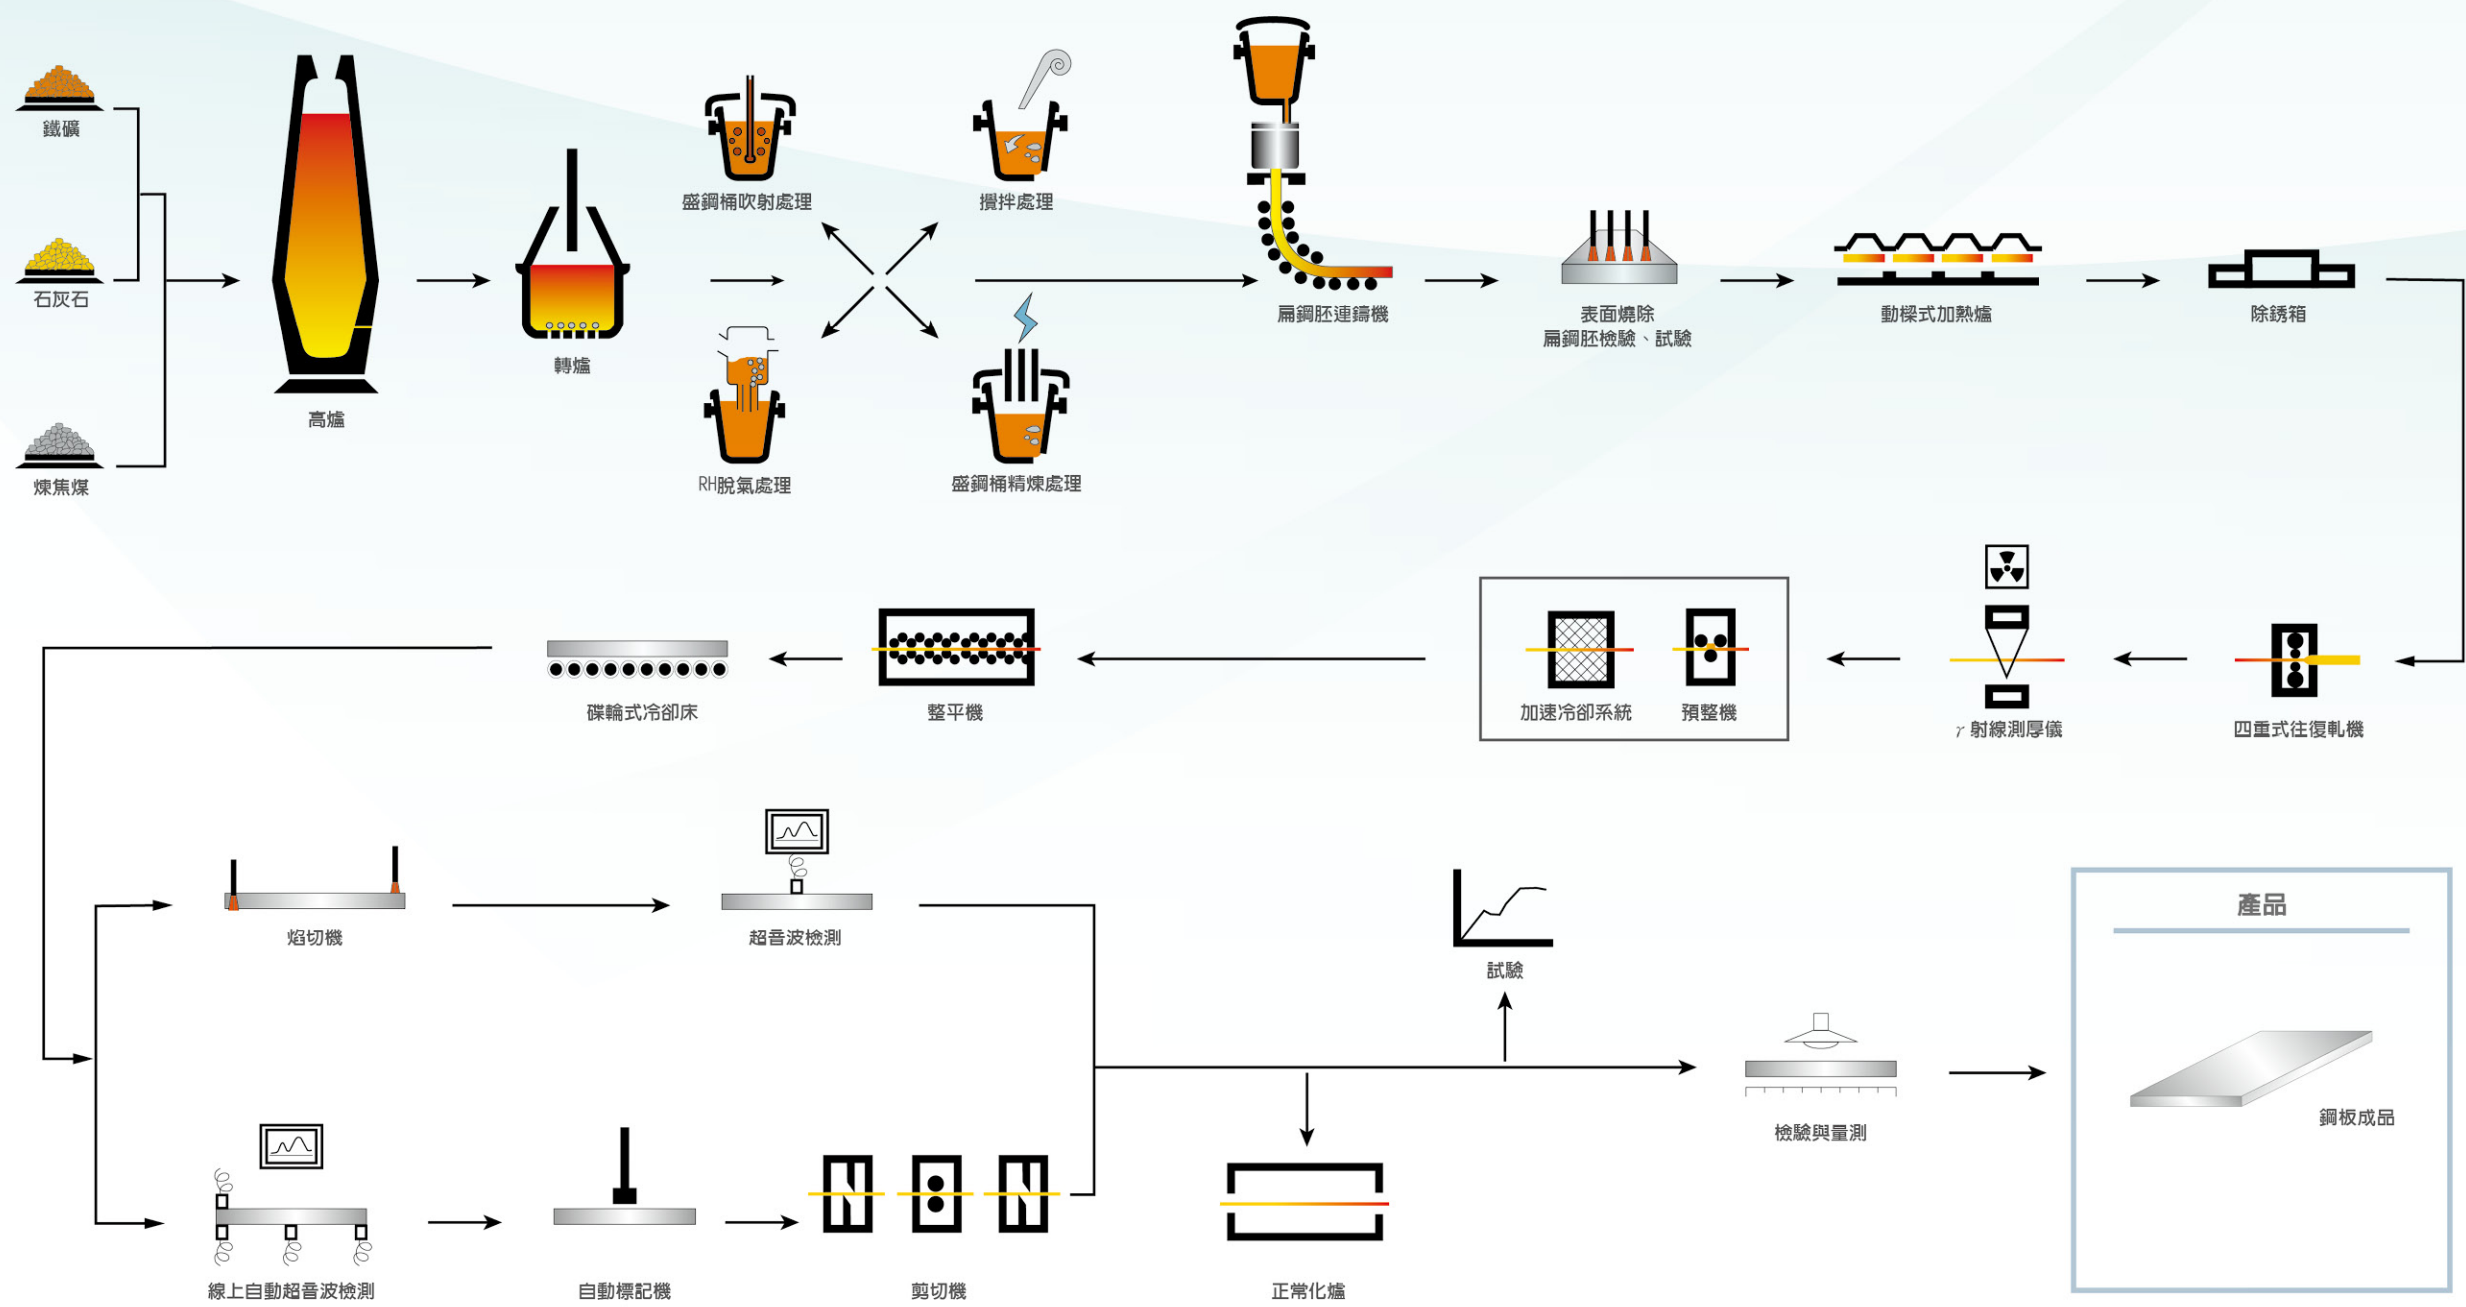 鐵礦
石灰石
煉焦煤
高爐
轉爐
盛鋼桶吹射處理
攪拌處理
RH脫氣處理
盛鋼桶精煉處理
扁鋼胚連鑄機
表面燒除
扁鋼胚檢驗、試驗
動樑式加熱爐
除銹箱
四重式往復軋機
γ射線測厚儀
預整機
加速冷卻系統
整平機
碟輪式冷卻床
焰切機
超音波檢測
線上自動超音波檢測
自動標記機
剪切機
試驗
正常化爐
檢驗與量測
產品
鋼板成品